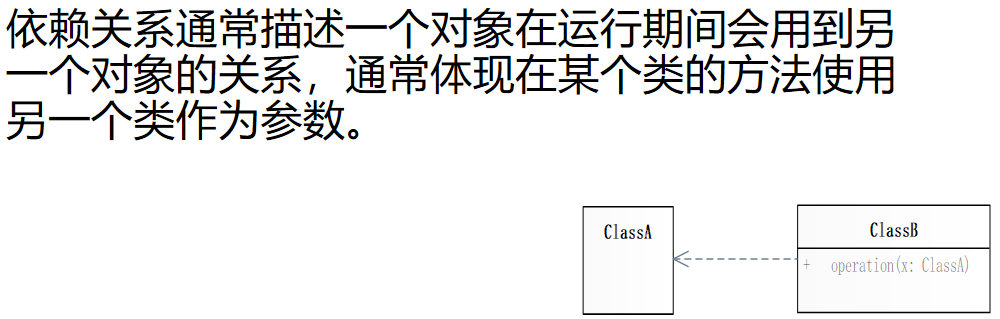 依赖关系通常描述一个对象在运行期间会用到另
一个对象的关系，通常体现在某个类的方法使用
另一个类作为参数。
ClassA
ClassB
+ operation(x: ClassA)